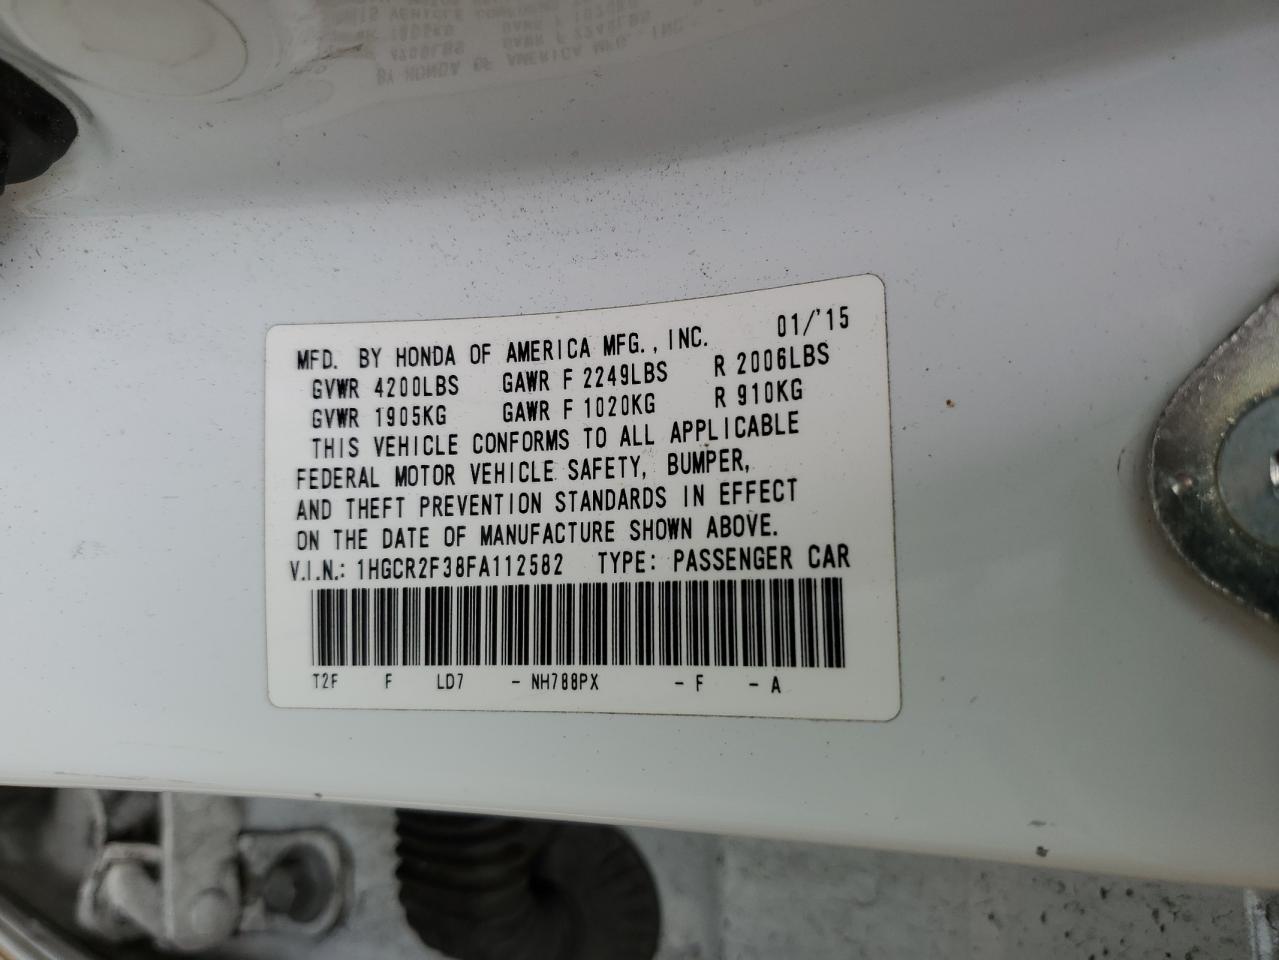 MFD. BY HONDA OF AMERICA MFG., INC. 01/'15
GVWR 4200LBS GAWR F 2249LBS R 2006LBS
GVWR 1905KG GAWR F 1020KG R 910KG
THIS VEHICLE CONFORMS TO ALL APPLICABLE
FEDERAL MOTOR VEHICLE SAFETY, BUMPER,
AND THEFT PREVENTION STANDARDS IN EFFECT
ON THE DATE OF MANUFACTURE SHOWN ABOVE.
V.I.N.: 1HGCR2F38FA112582 TYPE: PASSENGER CAR
T2F F LD7 - NH788PX - F - A